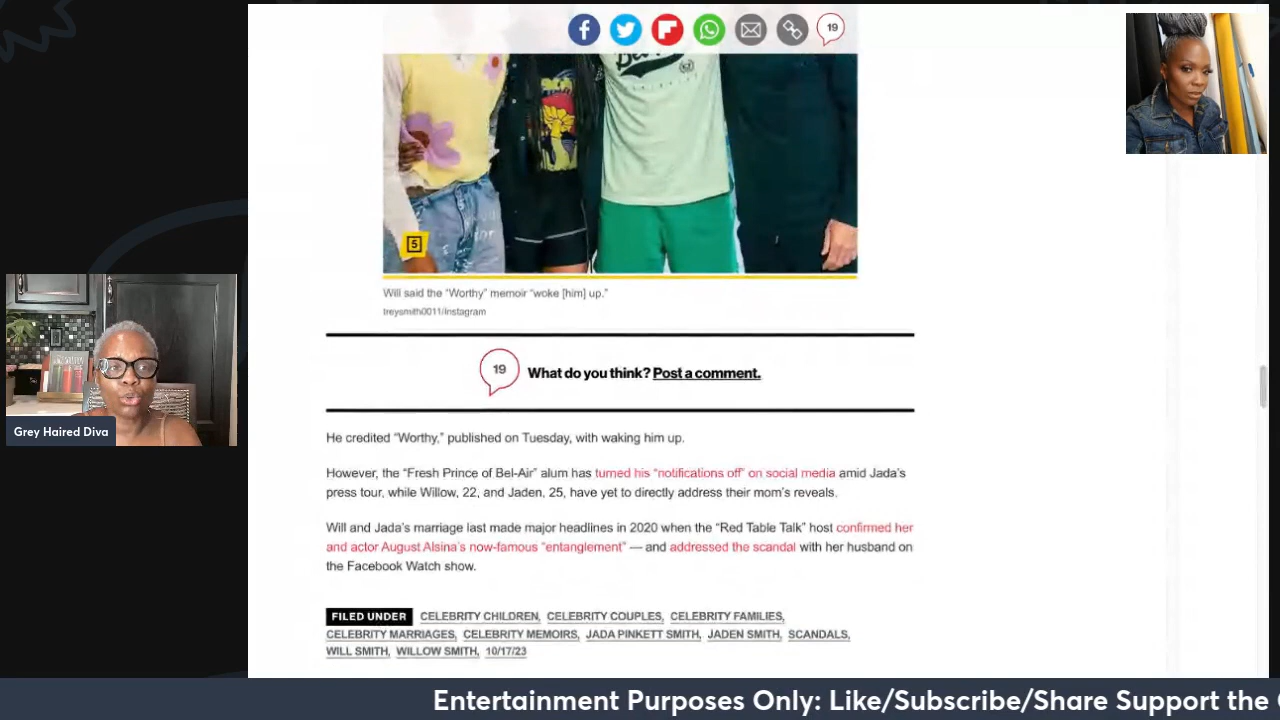 19
Bel-Air
5
Will said the “Worthy” memoir “woke [him] up.”
treysmith0011/Instagram
19
What do you think? Post a comment.
He credited “Worthy,” published on Tuesday, with waking him up.
However, the “Fresh Prince of Bel-Air” alum has turned his “notifications off” on social media amid Jada’s
press tour, while Willow, 22, and Jaden, 25, have yet to directly address their mom’s reveals.
Will and Jada’s marriage last made major headlines in 2020 when the “Red Table Talk” host confirmed her
and actor August Alsina’s now-famous “entanglement” — and addressed the scandal with her husband on
the Facebook Watch show.
FILED UNDER CELEBRITY CHILDREN, CELEBRITY COUPLES, CELEBRITY FAMILIES,
CELEBRITY MARRIAGES, CELEBRITY MEMOIRS, JADA PINKETT SMITH, JADEN SMITH, SCANDALS,
WILL SMITH, WILLOW SMITH, 10/17/23
Grey Haired Diva
Entertainment Purposes Only: Like/Subscribe/Share Support the